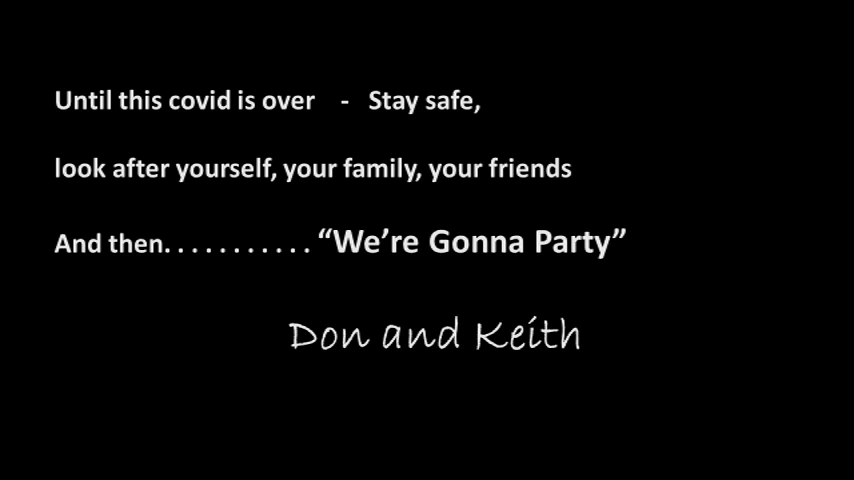 Until this covid is over - Stay safe,
look after yourself, your family, your friends
And then. . . . . . . . . . . “We’re Gonna Party”
Don and Keith